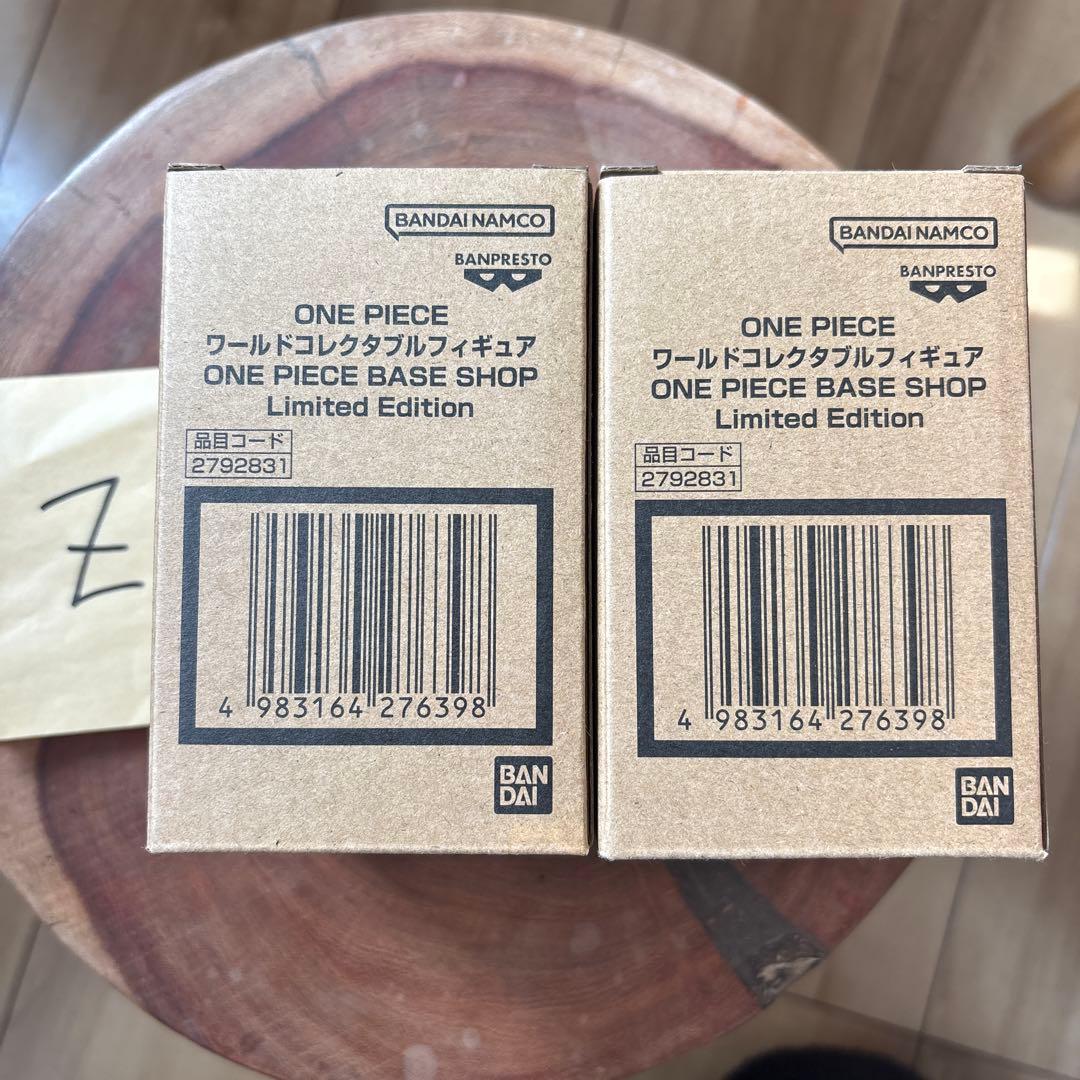 Z
BANDAI NAMCO
BANPRESTO
ONE PIECE
ワールドコレクタブルフィギュア
ONE PIECE BASE SHOP
Limited Edition
品目コード
2792831
4 983164 276398
BAN
DAI
BANDAI NAMCO
BANPRESTO
ONE PIECE
ワールドコレクタブルフィギュア
ONE PIECE BASE SHOP
Limited Edition
品目コード
2792831
4 983164 276398
BAN
DAI